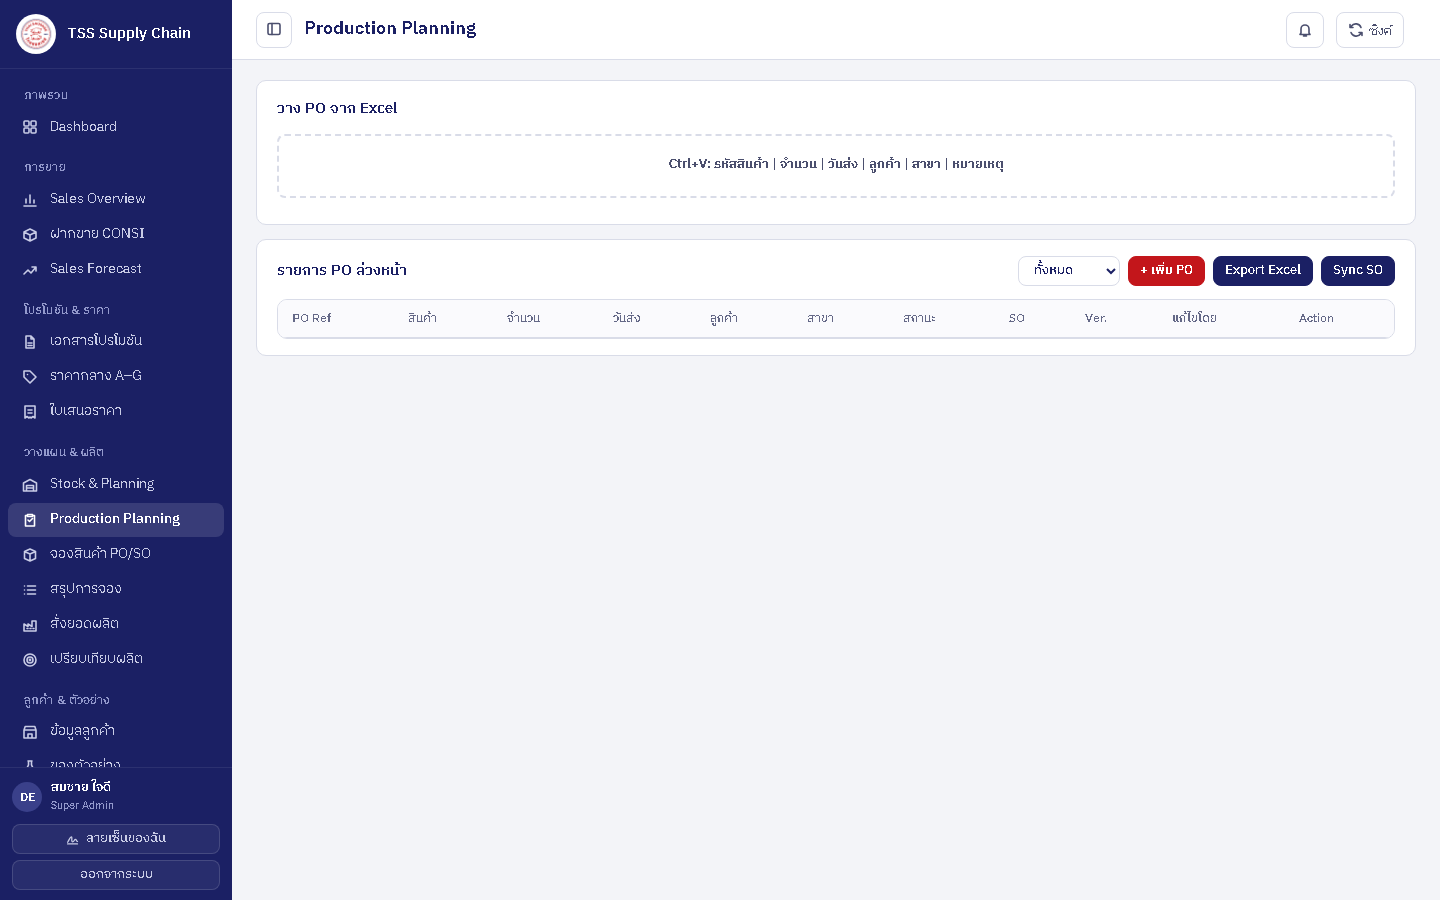 TSS Supply Chain
ภาพรวม
Dashboard
การขาย
Sales Overview
ฝากขาย CONSI
Sales Forecast
โปรโมชัน & ราคา
เอกสารโปรโมชัน
ราคากลาง A–G
ใบเสนอราคา
วางแผน & ผลิต
Stock & Planning
Production Planning
จองสินค้า PO/SO
สรุปการจอง
สั่งยอดผลิต
เปรียบเทียบผลิต
ลูกค้า & ตัวอย่าง
ข้อมูลลูกค้า
ของตัวอย่าง
DE
สมชาย ใจดี
Super Admin
ลายเซ็นของฉัน
ออกจากระบบ
Production Planning
ซิงค์
วาง PO จาก Excel
Ctrl+V: รหัสสินค้า | จำนวน | วันส่ง | ลูกค้า | สาขา | หมายเหตุ
รายการ PO ล่วงหน้า
ทั้งหมด
+ เพิ่ม PO
Export Excel
Sync SO
PO Ref สินค้า จำนวน วันส่ง ลูกค้า สาขา สถานะ SO Ver. แก้ไขโดย Action